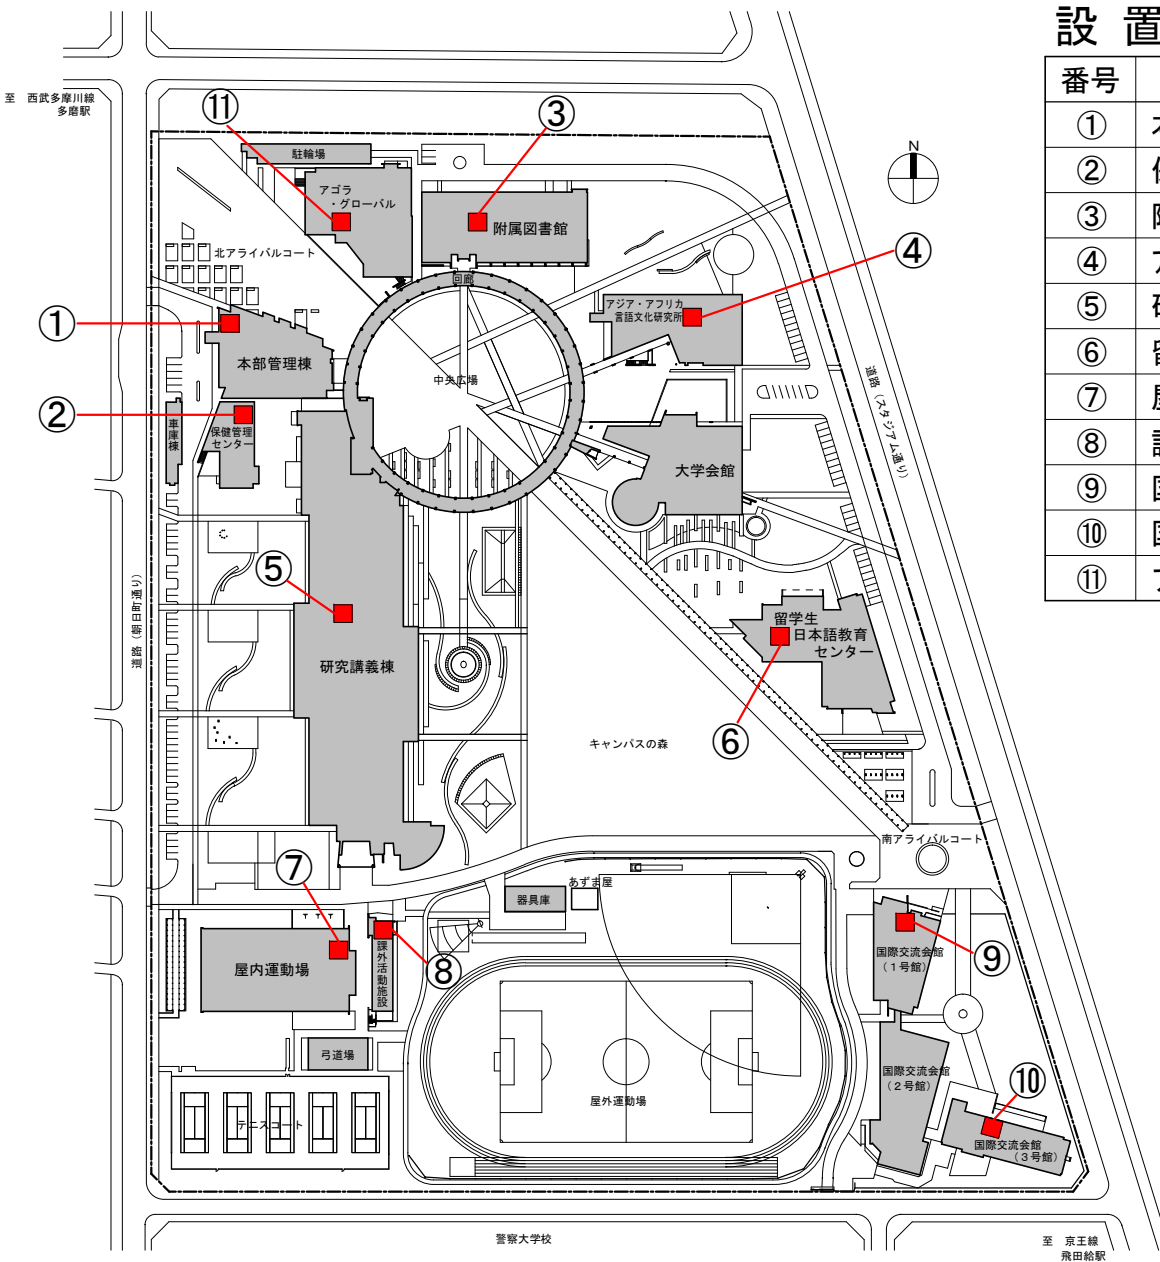 設 置
番号
①
②
③
④
⑤
⑥
⑦
⑧
⑨
⑩
⑪
至 西武多摩川線
多磨駅
⑪
③
N
駐輪場
アゴラ
・グローバル
附属図書館
④
北アライバルコート
回廊
アジア・アフリカ
言語文化研究所
①
本部管理棟
中央広場
道路（スタジアム通り）
②
車庫棟
保健管理
センター
大学会館
⑤
道路（朝日町通り）
留学生
日本語教育
センター
研究講義棟
⑥
キャンパスの森
南アライバルコート
⑦
あずま屋
器具庫
屋内運動場
課外活動施設
⑧
国際交流会館
（１号館）
⑨
弓道場
国際交流会館
（２号館）
⑩
屋外運動場
テニスコート
国際交流会館
（３号館）
警察大学校
至 京王線
飛田給駅